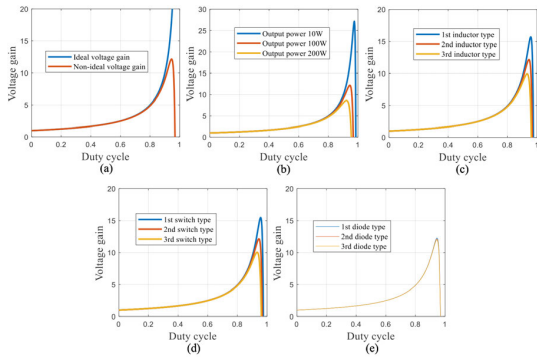 20
15
10
5
0
Voltage gain
Ideal voltage gain
Non-ideal voltage gain
0 0.2 0.4 0.6 0.8 1
Duty cycle
(a)
30
25
20
15
10
5
0
Voltage gain
Output power 10W
Output power 100W
Output power 200W
0 0.2 0.4 0.6 0.8 1
Duty cycle
(b)
20
15
10
5
0
Voltage gain
1st inductor type
2nd inductor type
3rd inductor type
0 0.2 0.4 0.6 0.8 1
Duty cycle
(c)
20
15
10
5
0
Voltage gain
1st switch type
2nd switch type
3rd switch type
0 0.2 0.4 0.6 0.8 1
Duty cycle
(d)
20
15
10
5
0
Voltage gain
1st diode type
2nd diode type
3rd diode type
0 0.2 0.4 0.6 0.8 1
Duty cycle
(e)